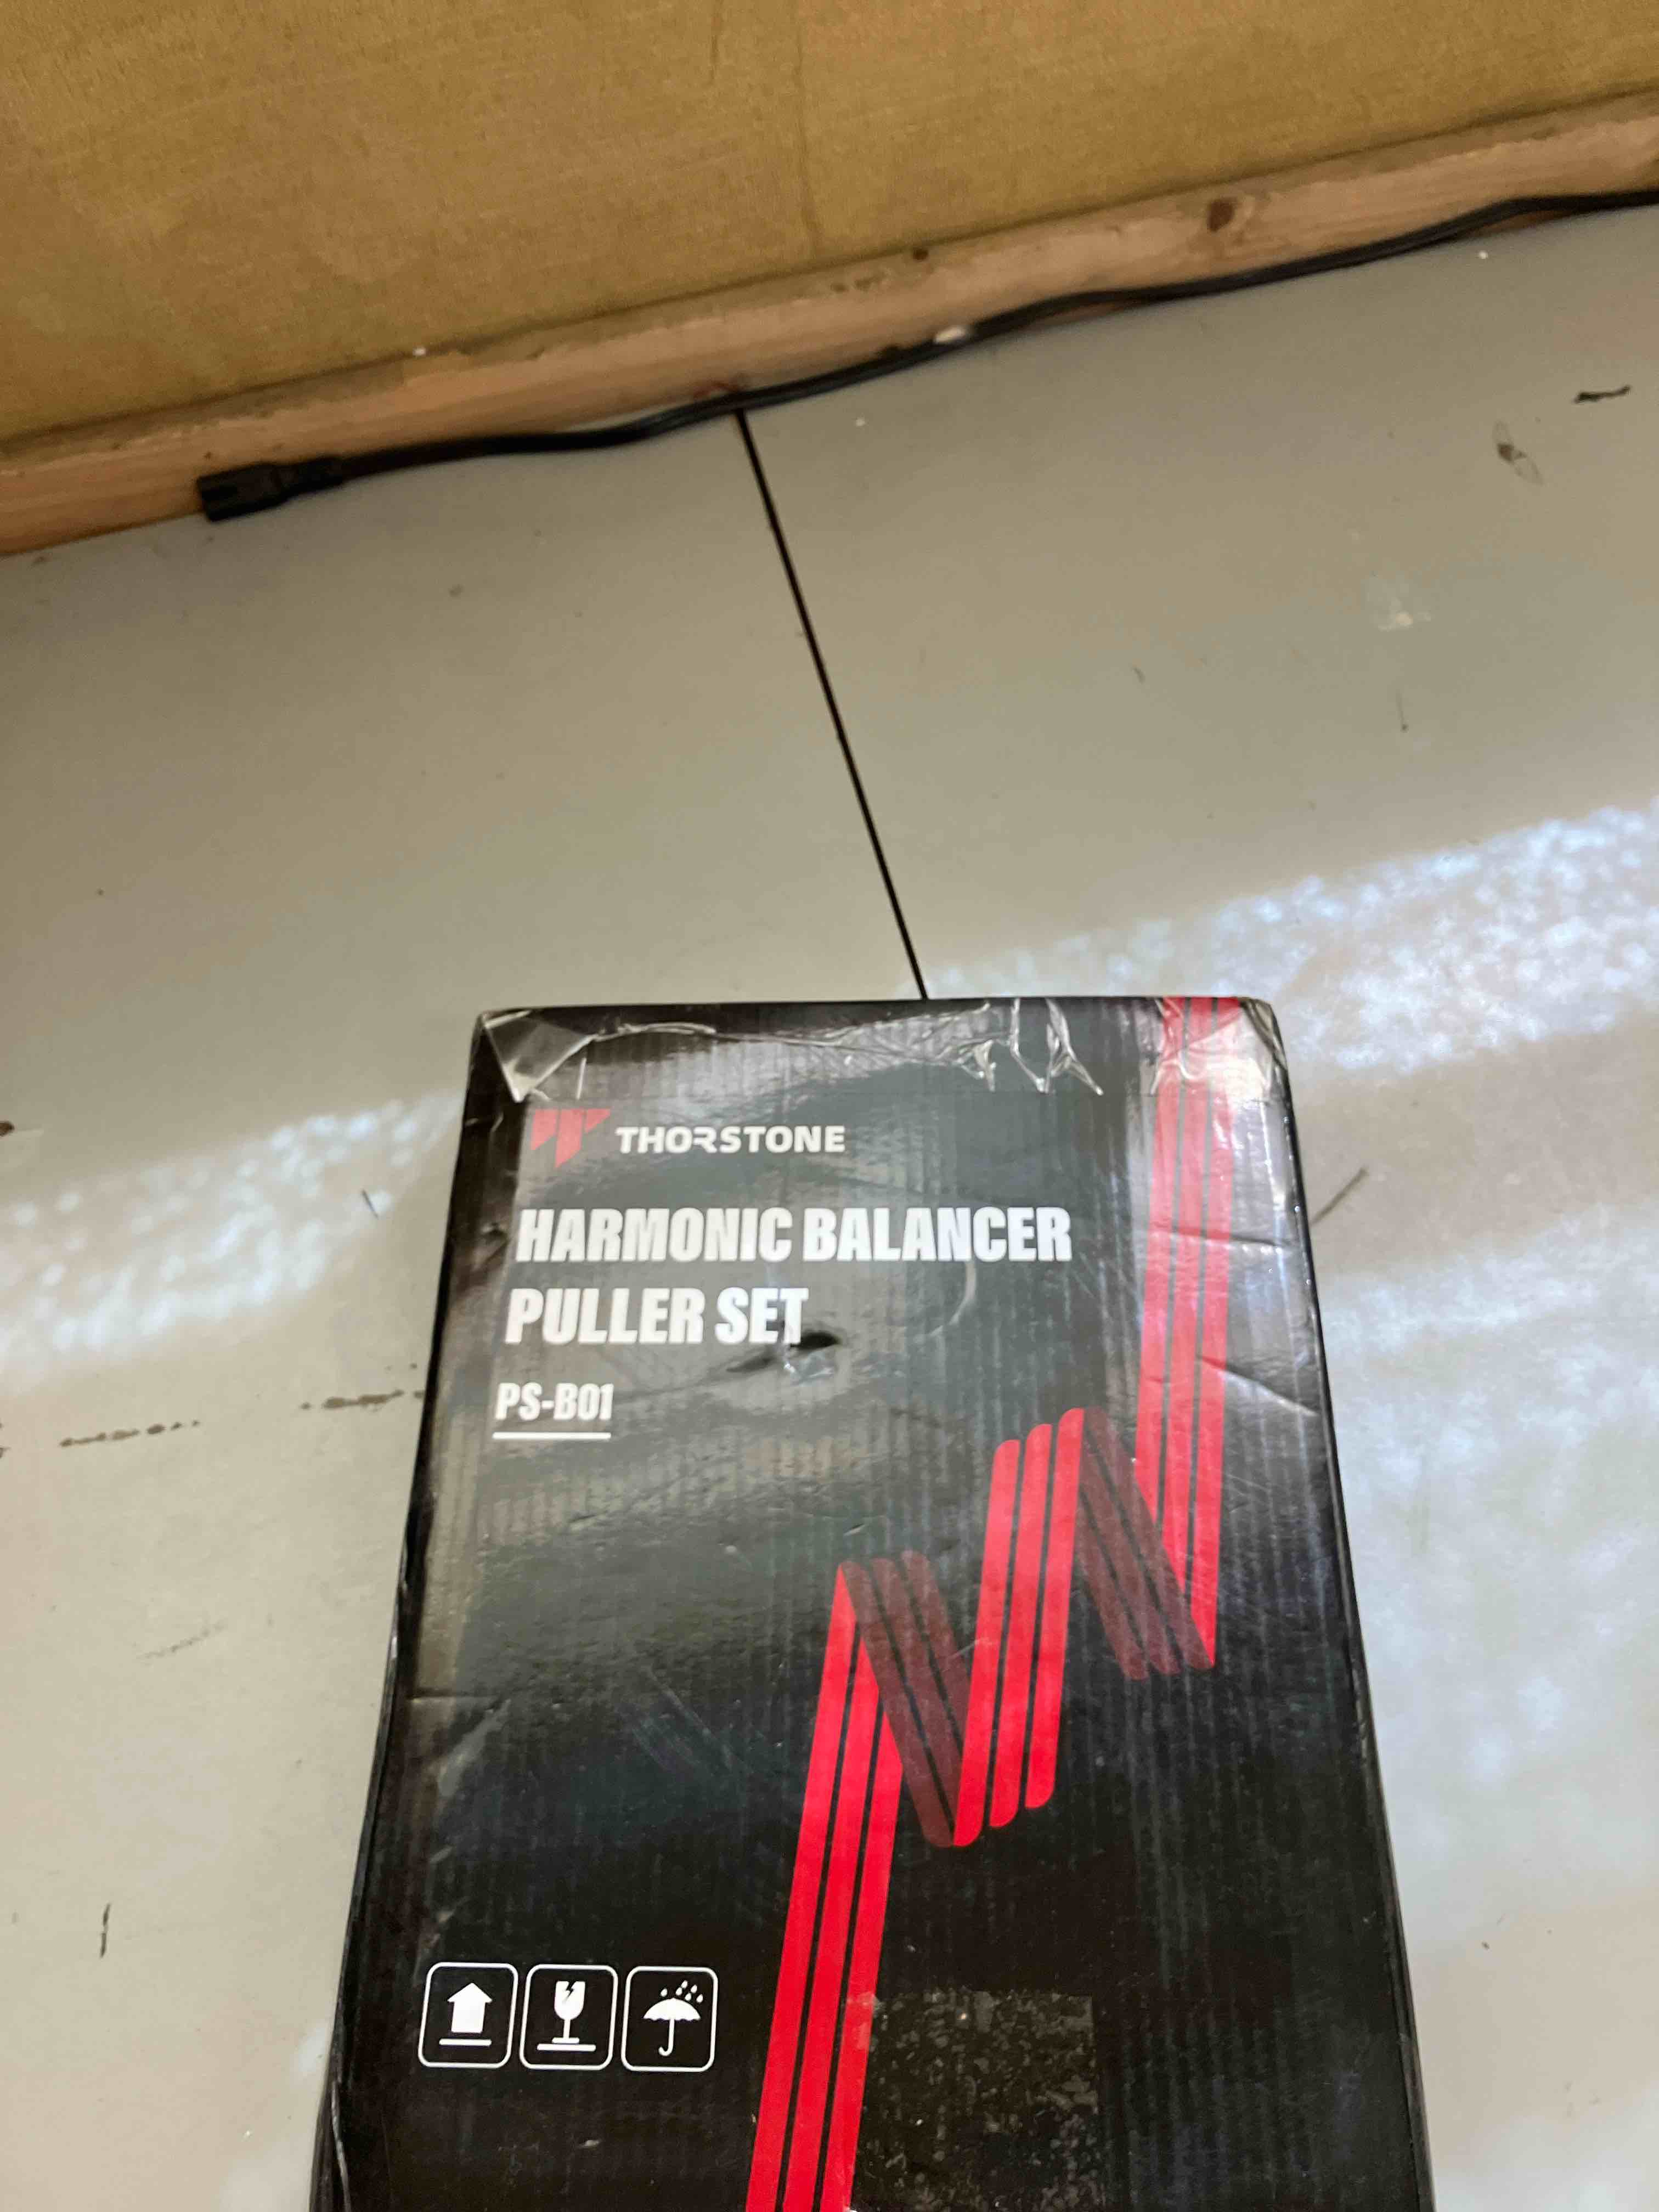 THORSTONE
HARMONIC BALANCER
PULLER SET
PS-B01